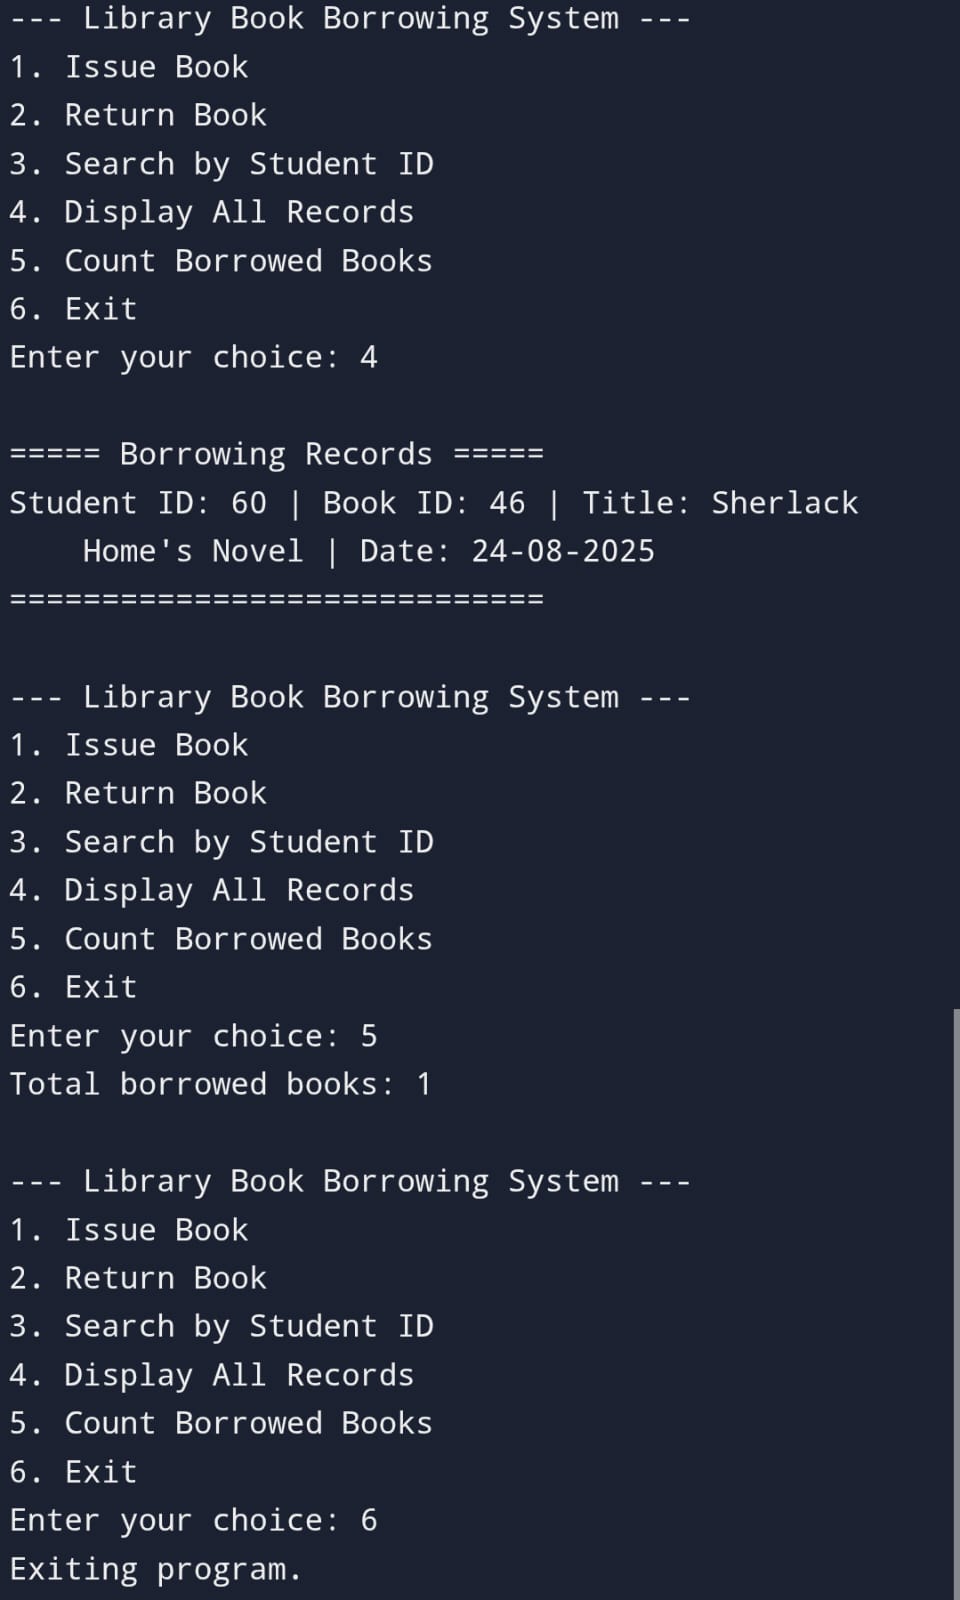 --- Library Book Borrowing System ---
1. Issue Book
2. Return Book
3. Search by Student ID
4. Display All Records
5. Count Borrowed Books
6. Exit
Enter your choice: 4

===== Borrowing Records =====
Student ID: 60 | Book ID: 46 | Title: Sherlack
    Home's Novel | Date: 24-08-2025
=============================

--- Library Book Borrowing System ---
1. Issue Book
2. Return Book
3. Search by Student ID
4. Display All Records
5. Count Borrowed Books
6. Exit
Enter your choice: 5
Total borrowed books: 1

--- Library Book Borrowing System ---
1. Issue Book
2. Return Book
3. Search by Student ID
4. Display All Records
5. Count Borrowed Books
6. Exit
Enter your choice: 6
Exiting program.